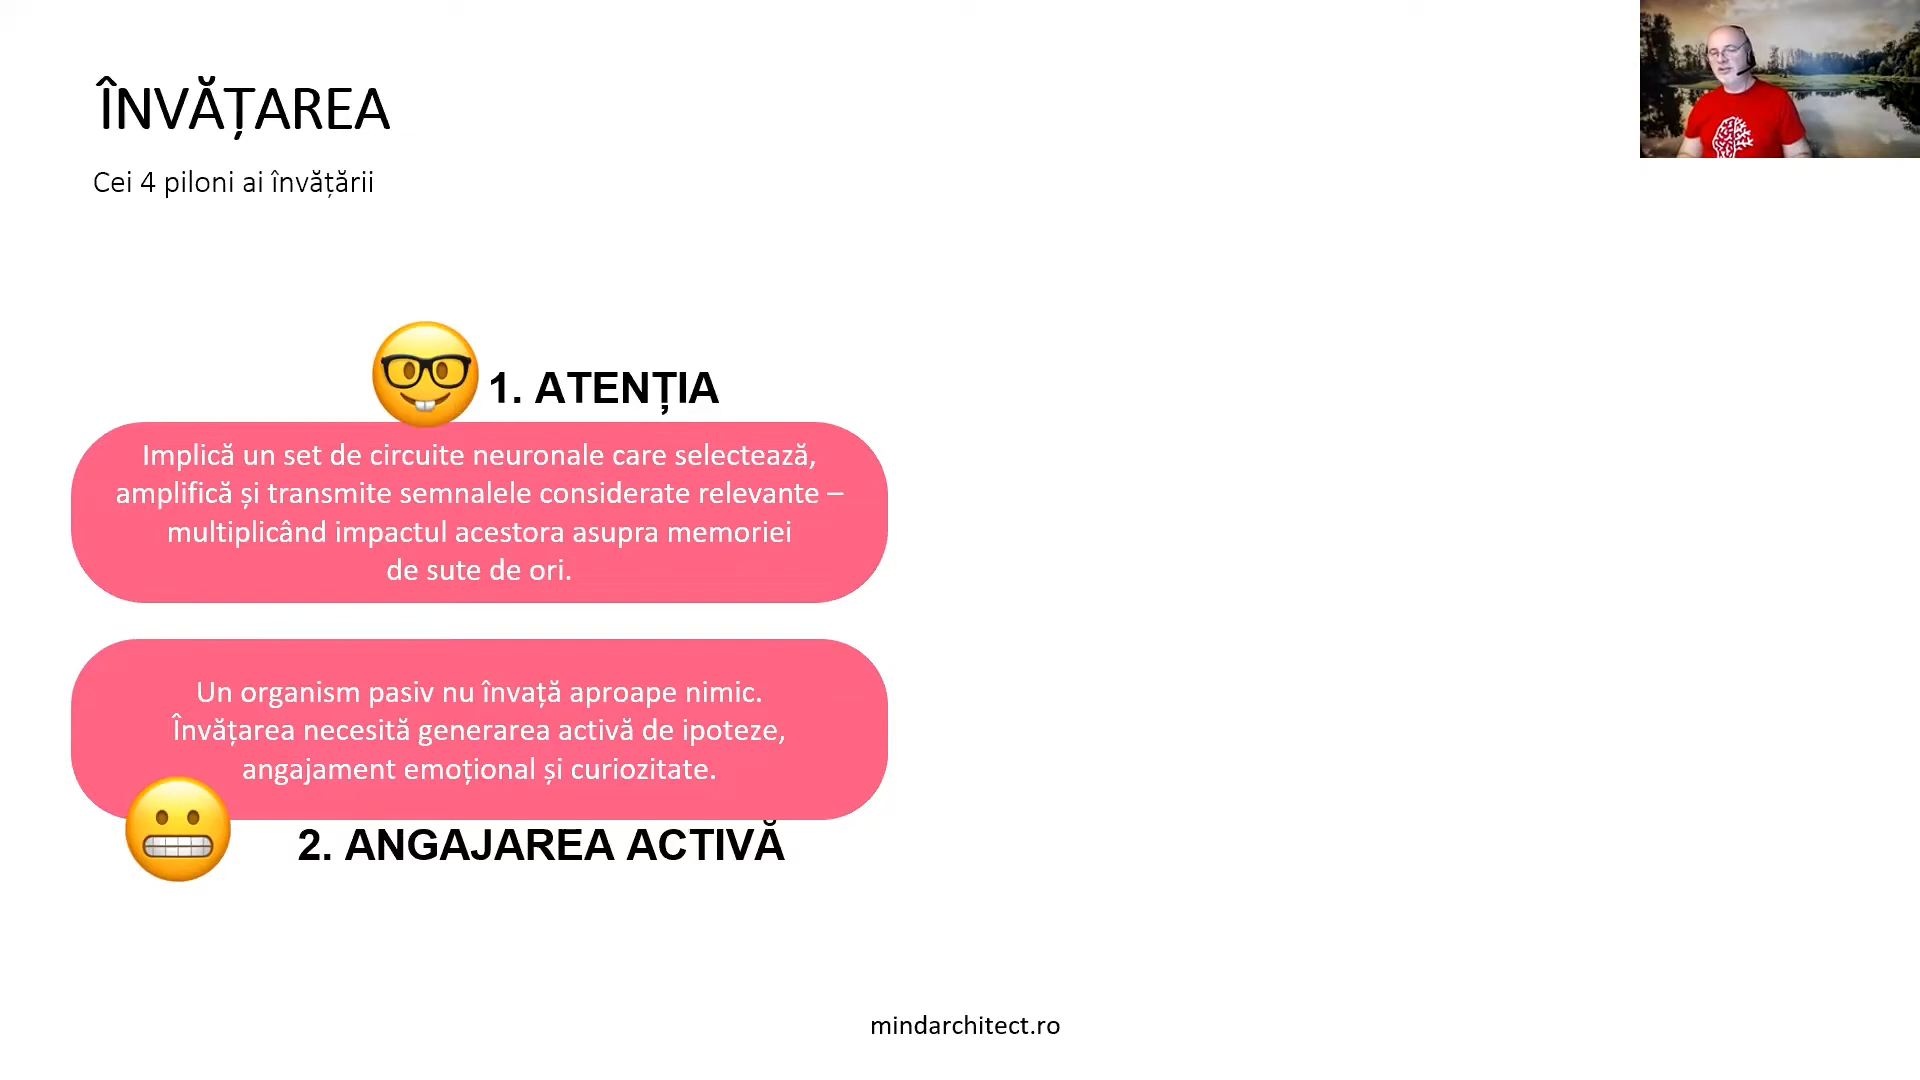 ÎNVĂȚAREA
Cei 4 piloni ai învățării
1. ATENȚIA
Implică un set de circuite neuronale care selectează,
amplifică și transmite semnalele considerate relevante –
multiplicând impactul acestora asupra memoriei
de sute de ori.
Un organism pasiv nu învață aproape nimic.
Învățarea necesită generarea activă de ipoteze,
angajament emoțional și curiozitate.
2. ANGAJAREA ACTIVĂ
mindarchitect.ro